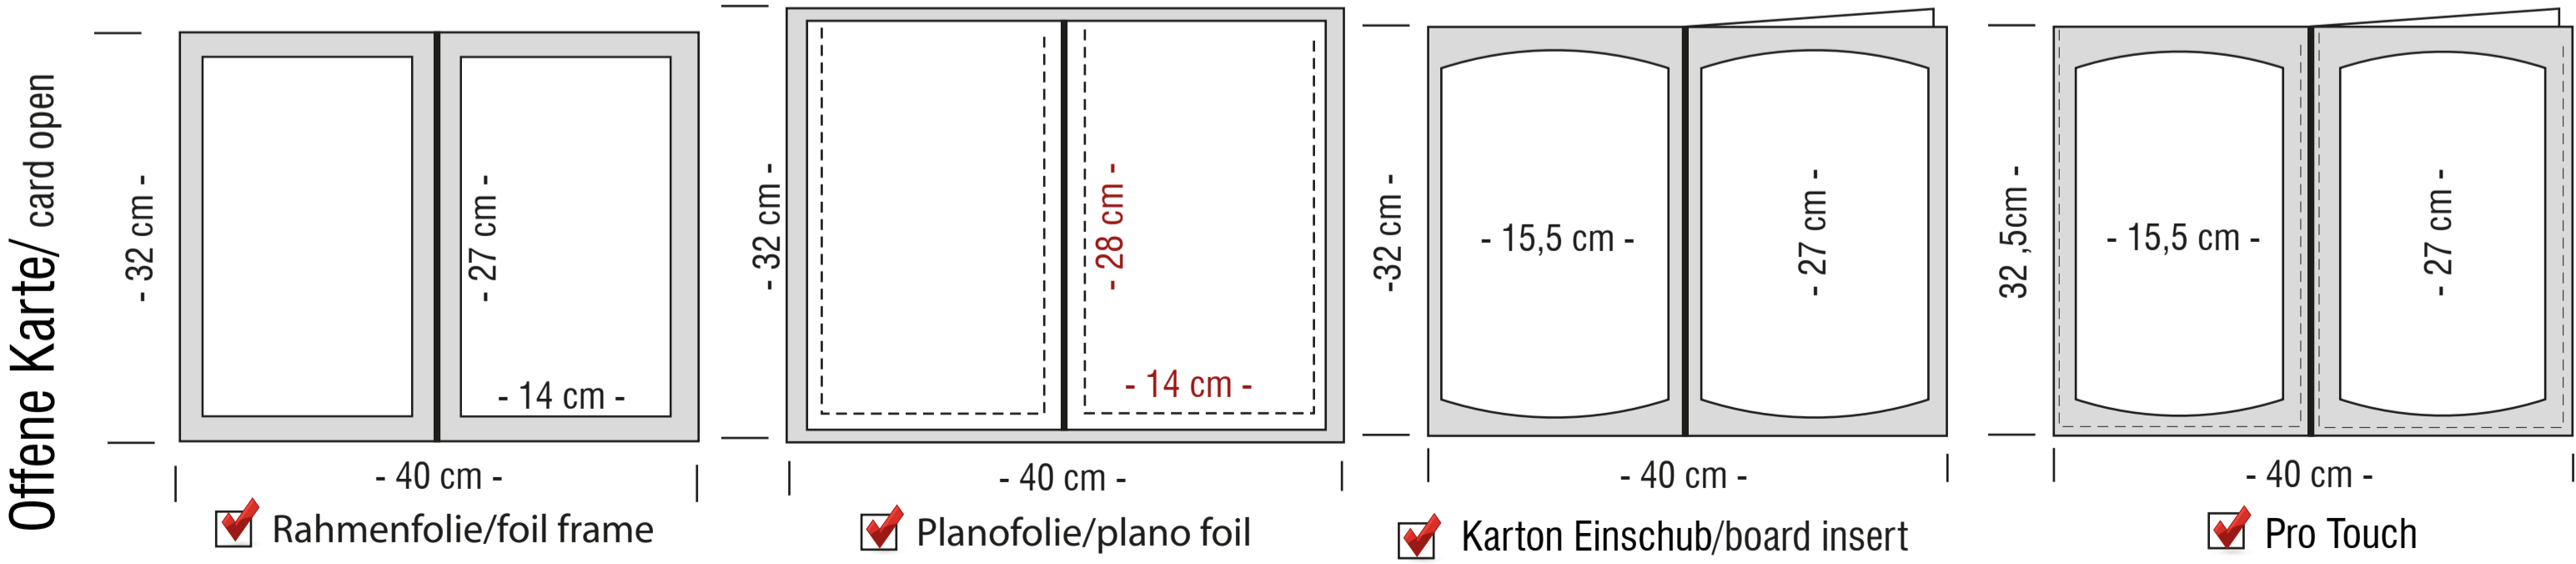 Offene Karte/ card open
- 32 cm -
- 27 cm -
- 14 cm -
- 40 cm -
Rahmenfolie/foil frame
- 32 cm -
- 28 cm -
- 14 cm -
- 40 cm -
Planofolie/plano foil
-32 cm -
- 15,5 cm -
- 27 cm -
- 40 cm -
Karton Einschub/board insert
32 ,5cm -
- 15,5 cm -
- 27 cm -
- 40 cm -
Pro Touch